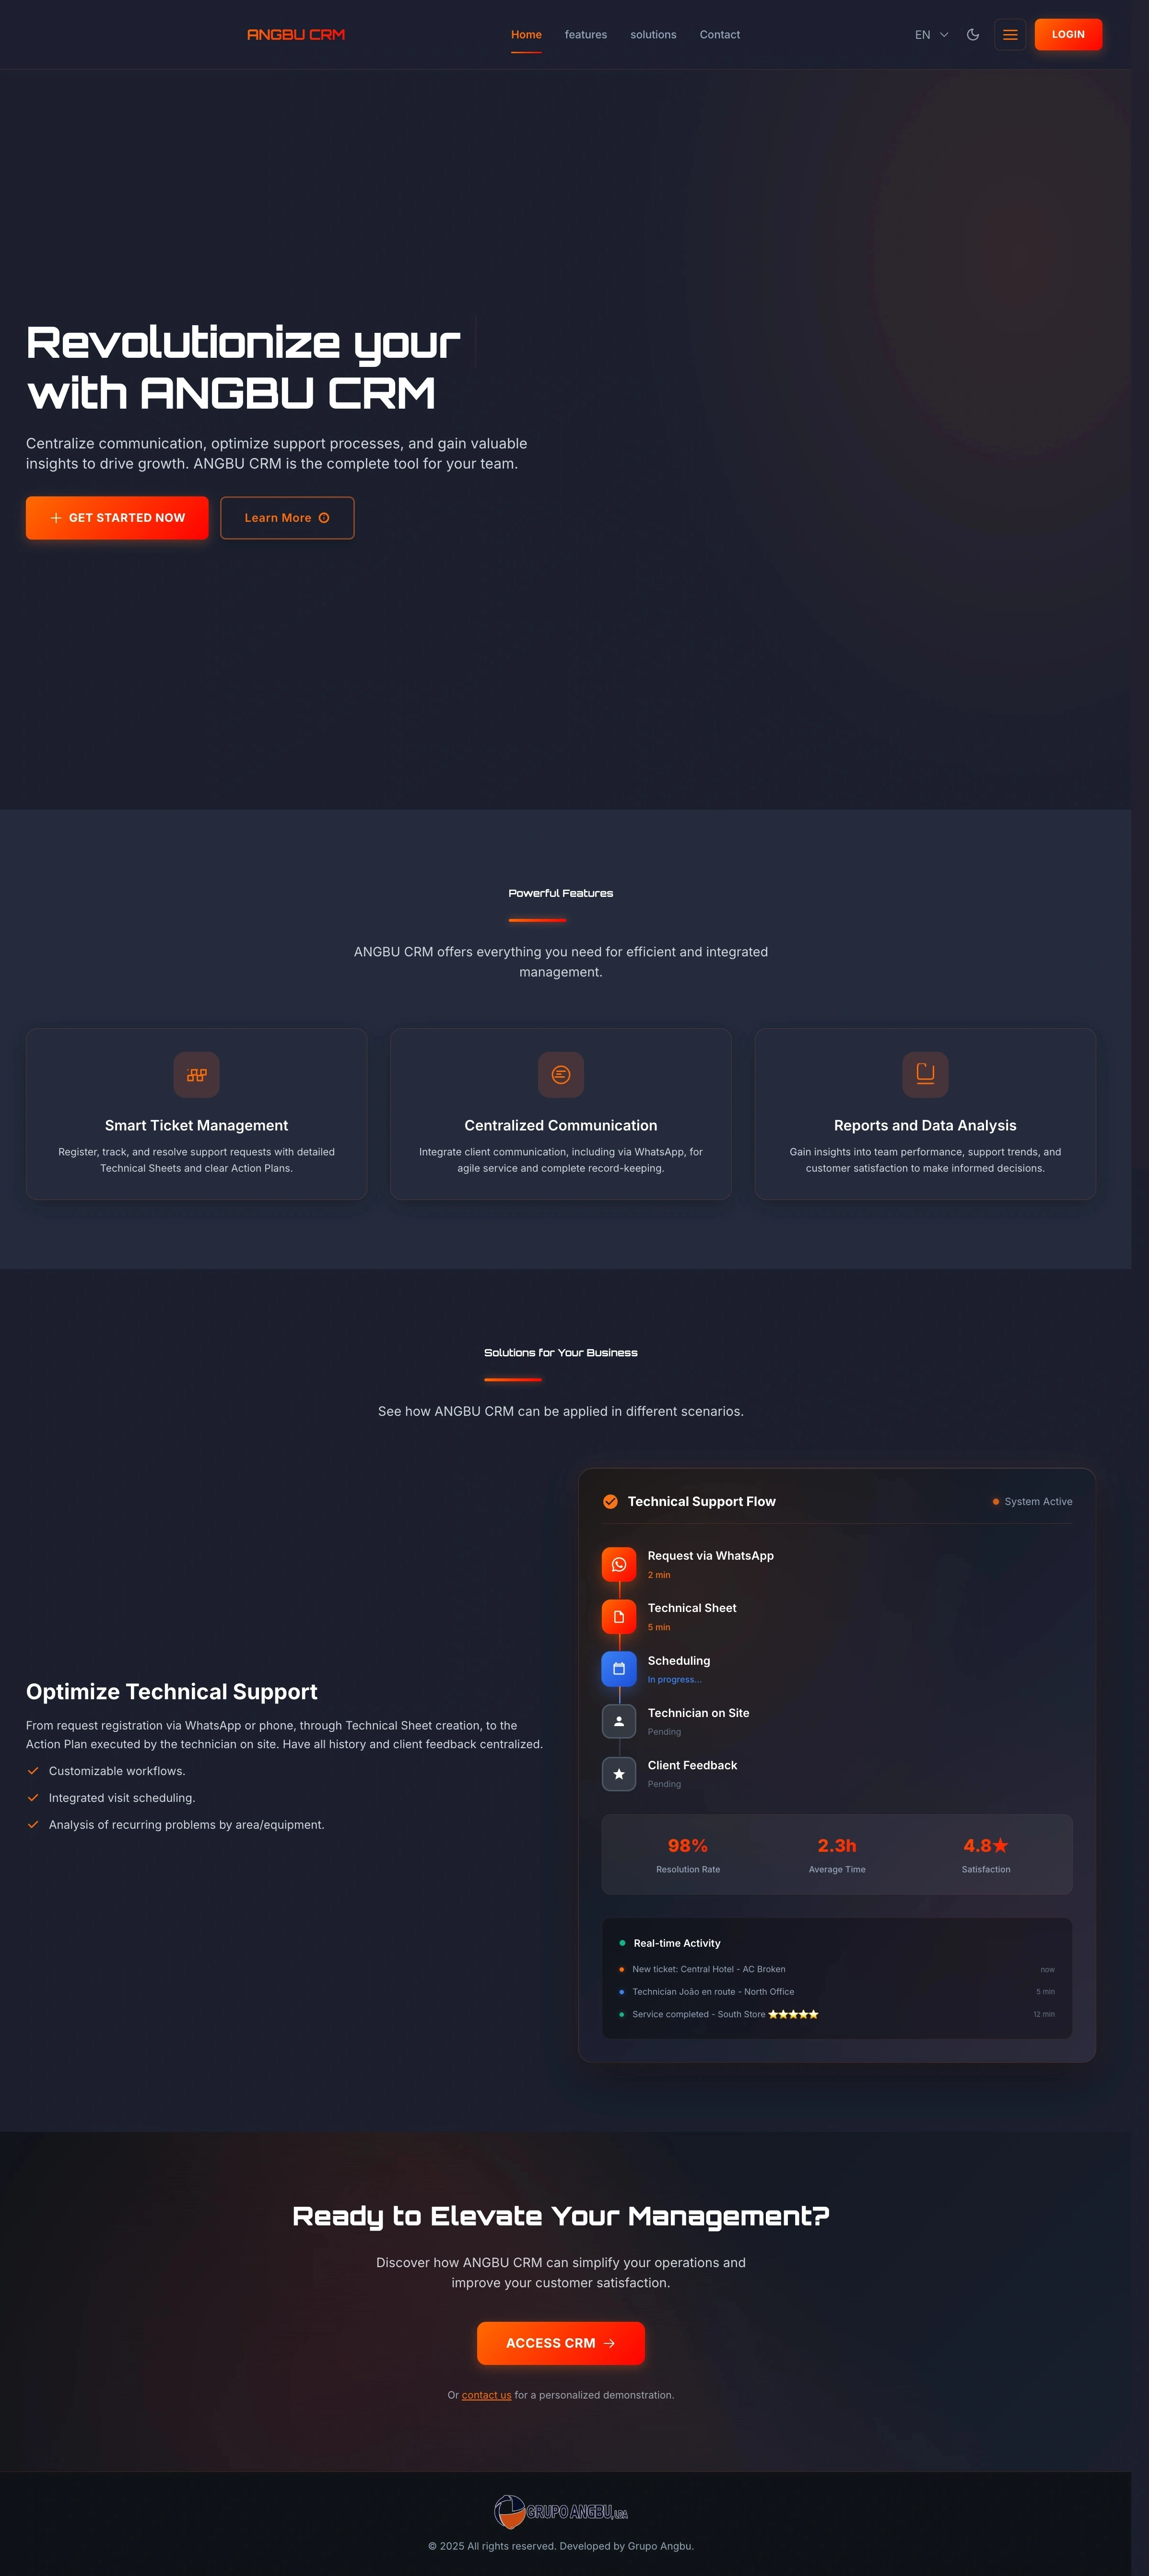 ANGBU CRM
Home
features
solutions
Contact
EN
LOGIN
Revolutionize your
with ANGBU CRM
Centralize communication, optimize support processes, and gain valuable
insights to drive growth. ANGBU CRM is the complete tool for your team.
GET STARTED NOW
Learn More
Powerful Features
ANGBU CRM offers everything you need for efficient and integrated
management.
Smart Ticket Management
Register, track, and resolve support requests with detailed
Technical Sheets and clear Action Plans.
Centralized Communication
Integrate client communication, including via WhatsApp, for
agile service and complete record-keeping.
Reports and Data Analysis
Gain insights into team performance, support trends, and
customer satisfaction to make informed decisions.
Solutions for Your Business
See how ANGBU CRM can be applied in different scenarios.
Optimize Technical Support
From request registration via WhatsApp or phone, through Technical Sheet creation, to the
Action Plan executed by the technician on site. Have all history and client feedback centralized.
Customizable workflows.
Integrated visit scheduling.
Analysis of recurring problems by area/equipment.
Technical Support Flow
System Active
Request via WhatsApp
2 min
Technical Sheet
5 min
Scheduling
In progress...
Technician on Site
Pending
Client Feedback
Pending
98%
Resolution Rate
2.3h
Average Time
4.8★
Satisfaction
Real-time Activity
New ticket: Central Hotel - AC Broken
now
Technician João en route - North Office
5 min
Service completed - South Store ⭐⭐⭐⭐⭐
12 min
Ready to Elevate Your Management?
Discover how ANGBU CRM can simplify your operations and
improve your customer satisfaction.
ACCESS CRM
Or contact us for a personalized demonstration.
GRUPO ANGBU, LDA
© 2025 All rights reserved. Developed by Grupo Angbu.